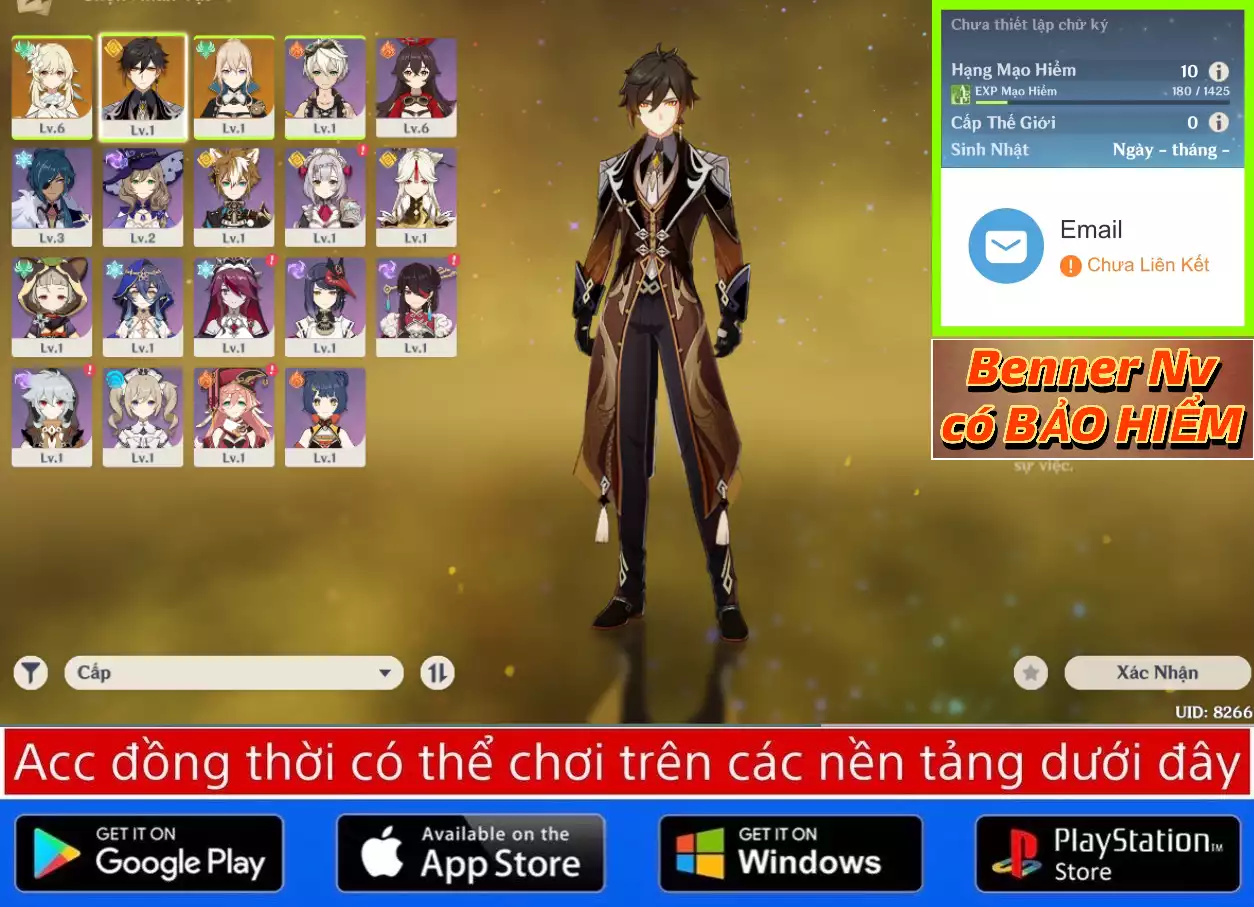 Lv.6
Lv.1
Lv.1
Lv.1
Lv.6
Lv.3
Lv.2
Lv.1
Lv.1
Lv.1
Lv.1
Lv.1
Lv.1
Lv.1
Lv.1
Lv.1
Lv.1
Lv.1
Lv.1
Cấp
Chưa thiết lập chữ ký
Hạng Mạo Hiểm 10
EXP Mạo Hiểm 180 / 1425
Cấp Thế Giới 0
Sinh Nhật Ngày - tháng -
Email
Chưa Liên Kết
Benner Nv
có BẢO HIỂM
sự việc.
Xác Nhận
UID: 8266
Acc đồng thời có thể chơi trên các nền tảng dưới đây
GET IT ON
Google Play
Available on the
App Store
GET IT ON
Windows
PlayStation™
Store